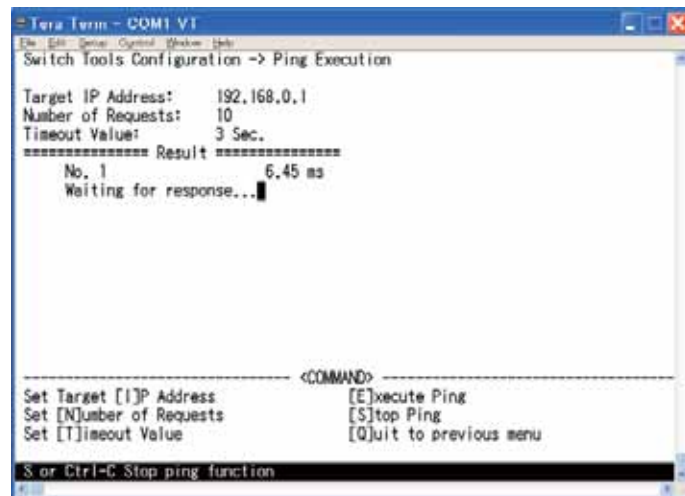 Tera Term - COM1 VT
File Edit Setup Control Window Help
Switch Tools Configuration -> Ping Execution
Target IP Address: 192.168.0.1
Number of Requests: 10
Timeout Value: 3 Sec.
=============== Result ===============
No. 1 6.45 ms
Waiting for response...
---------------------------------- <COMMAND> -------------------------------------
Set Target [I]P Address [E]xecute Ping
Set [N]umber of Requests [S]top Ping
Set [T]imeout Value [Q]uit to previous menu
S or Ctrl-C Stop ping function